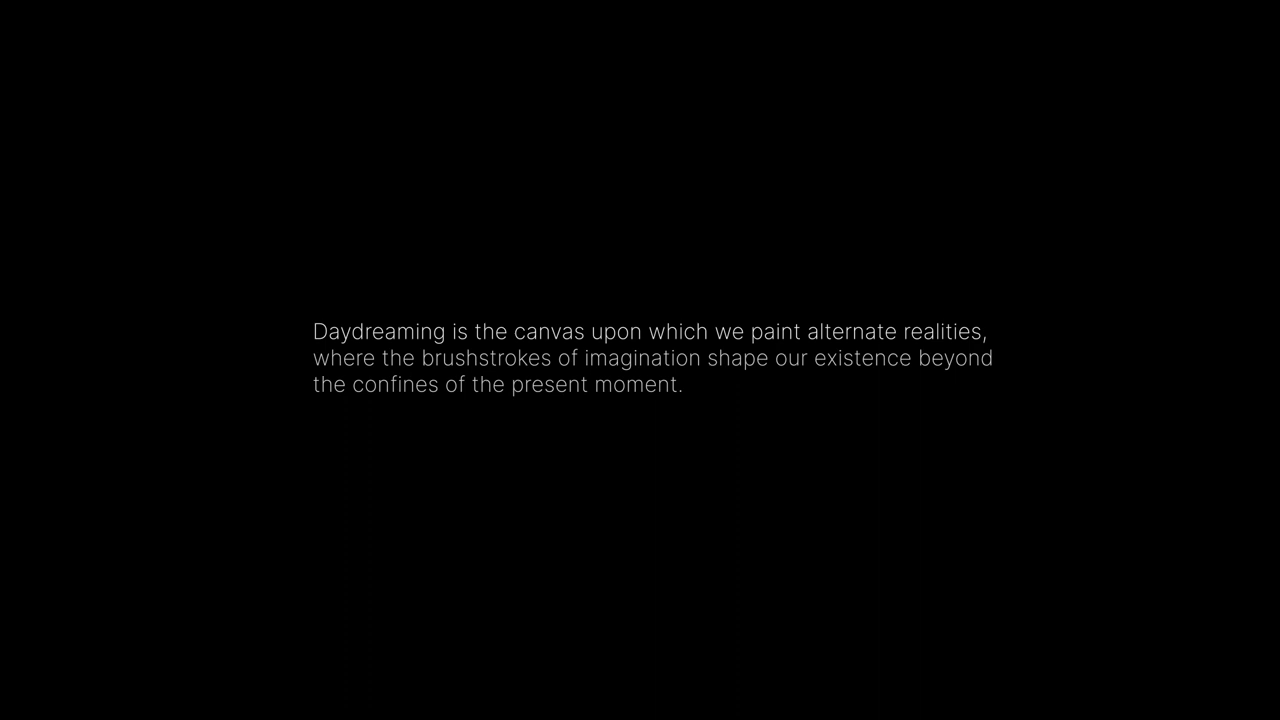 Daydreaming is the canvas upon which we paint alternate realities,
where the brushstrokes of imagination shape our existence beyond
the confines of the present moment.